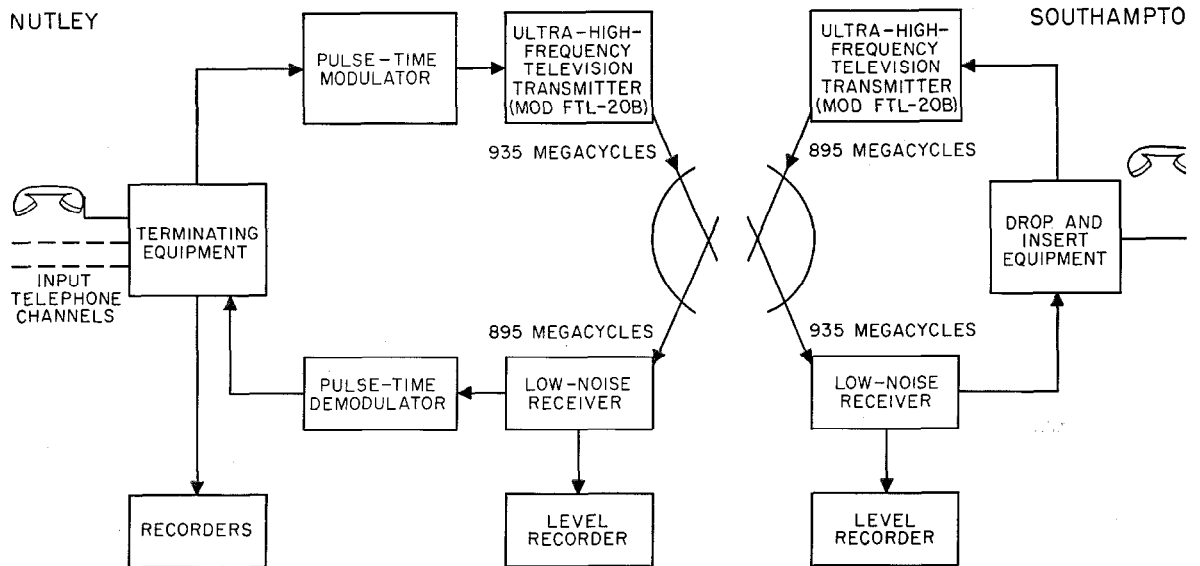 NUTLEY
SOUTHAMPTO
PULSE-TIME
MODULATOR
ULTRA-HIGH-
FREQUENCY
TELEVISION
TRANSMITTER
(MOD FTL-20B)
ULTRA-HIGH-
FREQUENCY
TELEVISION
TRANSMITTER
(MOD FTL-20B)
935 MEGACYCLES
895 MEGACYCLES
TERMINATING
EQUIPMENT
DROP AND
INSERT
EQUIPMENT
INPUT
TELEPHONE
CHANNELS
895 MEGACYCLES
935 MEGACYCLES
PULSE-TIME
DEMODULATOR
LOW-NOISE
RECEIVER
LOW-NOISE
RECEIVER
RECORDERS
LEVEL
RECORDER
LEVEL
RECORDER